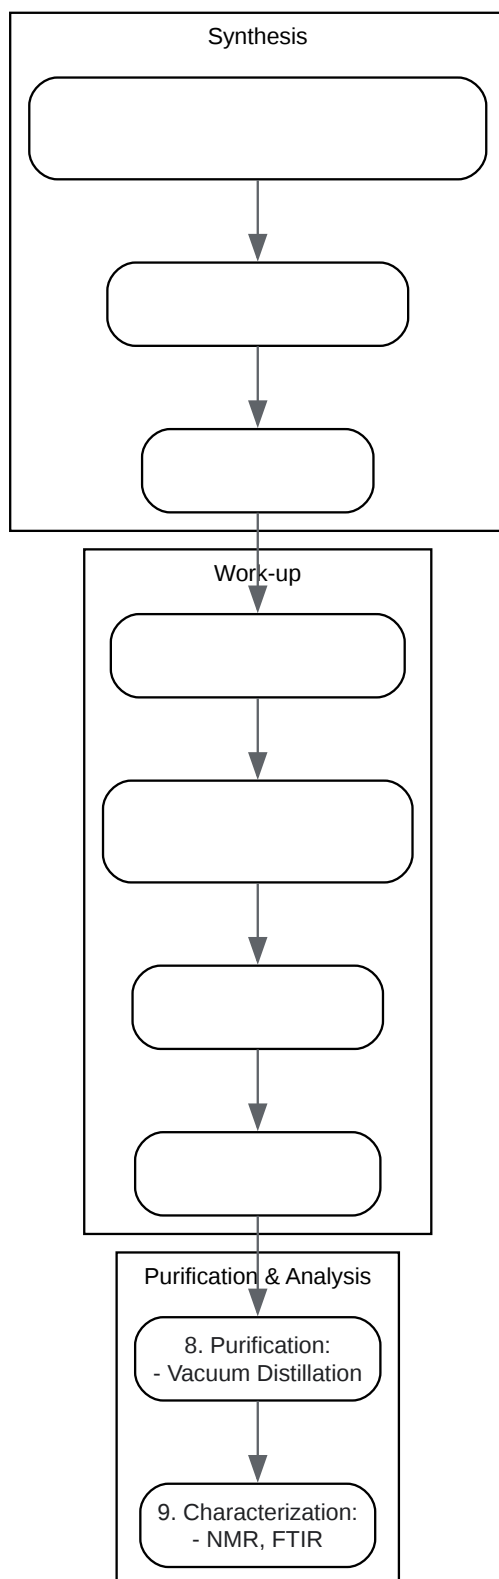 Synthesis
Work-up
Purification & Analysis
8. Purification:
- Vacuum Distillation
9. Characterization:
- NMR, FTIR